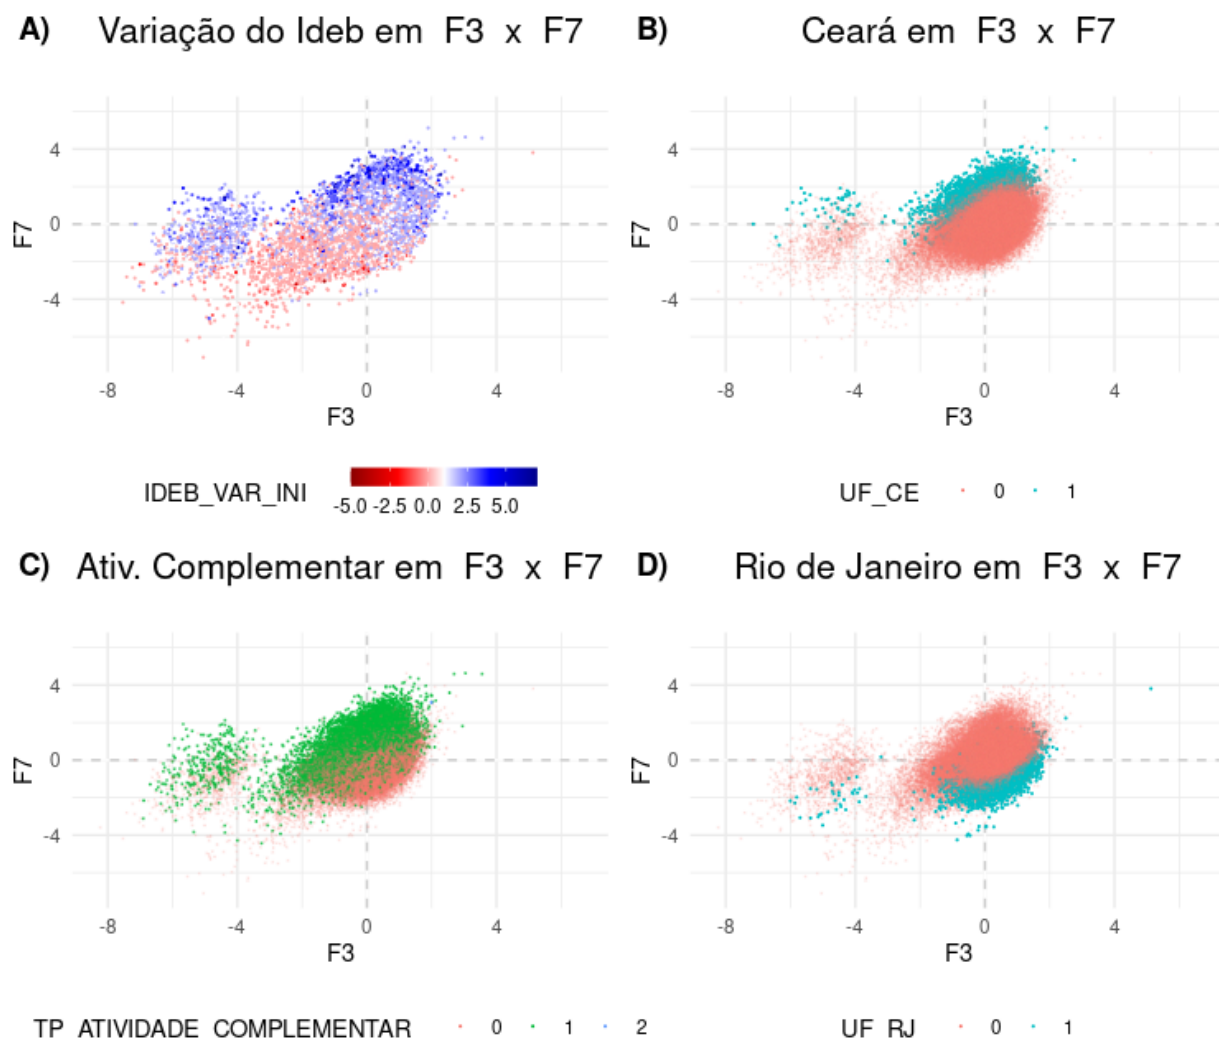 A) Variação do Ideb em F3 x F7
4
0
-4
F7
-8 -4 0 4
F3
IDEB_VAR_INI
-5.0 -2.5 0.0 2.5 5.0
B) Ceará em F3 x F7
4
0
-4
F7
-8 -4 0 4
F3
UF_CE 0 1
C) Ativ. Complementar em F3 x F7
4
0
-4
F7
-8 -4 0 4
F3
TP ATIVIDADE COMPLEMENTAR 0 1 2
D) Rio de Janeiro em F3 x F7
4
0
-4
F7
-8 -4 0 4
F3
UF RJ 0 1